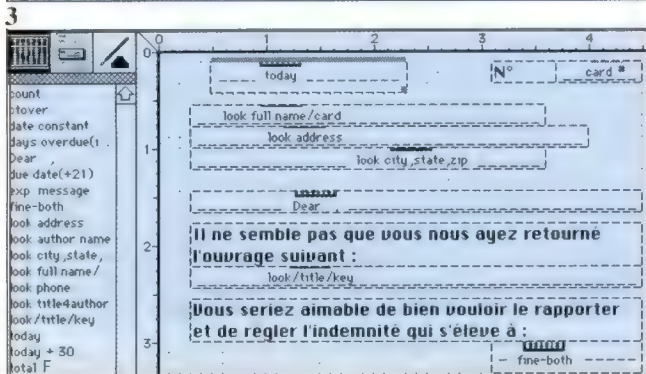 3
0 1 2 3 4
today
N° card #
count
ctover
date constant
days overdue(1 .
Dear ,
due date(+21)
exp message
fine-both
look address
look author name
look city ,state,
look full name/
look phone
look title4author
look/title/key
today
today + 30
total F
look full name/card
look address
1
look city ,state,zip
Dear ,
2
Il ne semble pas que vous nous ayez retourné
l'ouvrage suivant :
look/title/key
Vous seriez aimable de bien vouloir le rapporter
et de regler l'indemnité qui s'éleve à :
3
fine-both